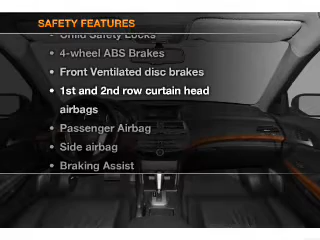 SAFETY FEATURES
• Child Safety Locks
• 4-wheel ABS Brakes
• Front Ventilated disc brakes
• 1st and 2nd row curtain head
airbags
• Passenger Airbag
• Side airbag
• Braking Assist